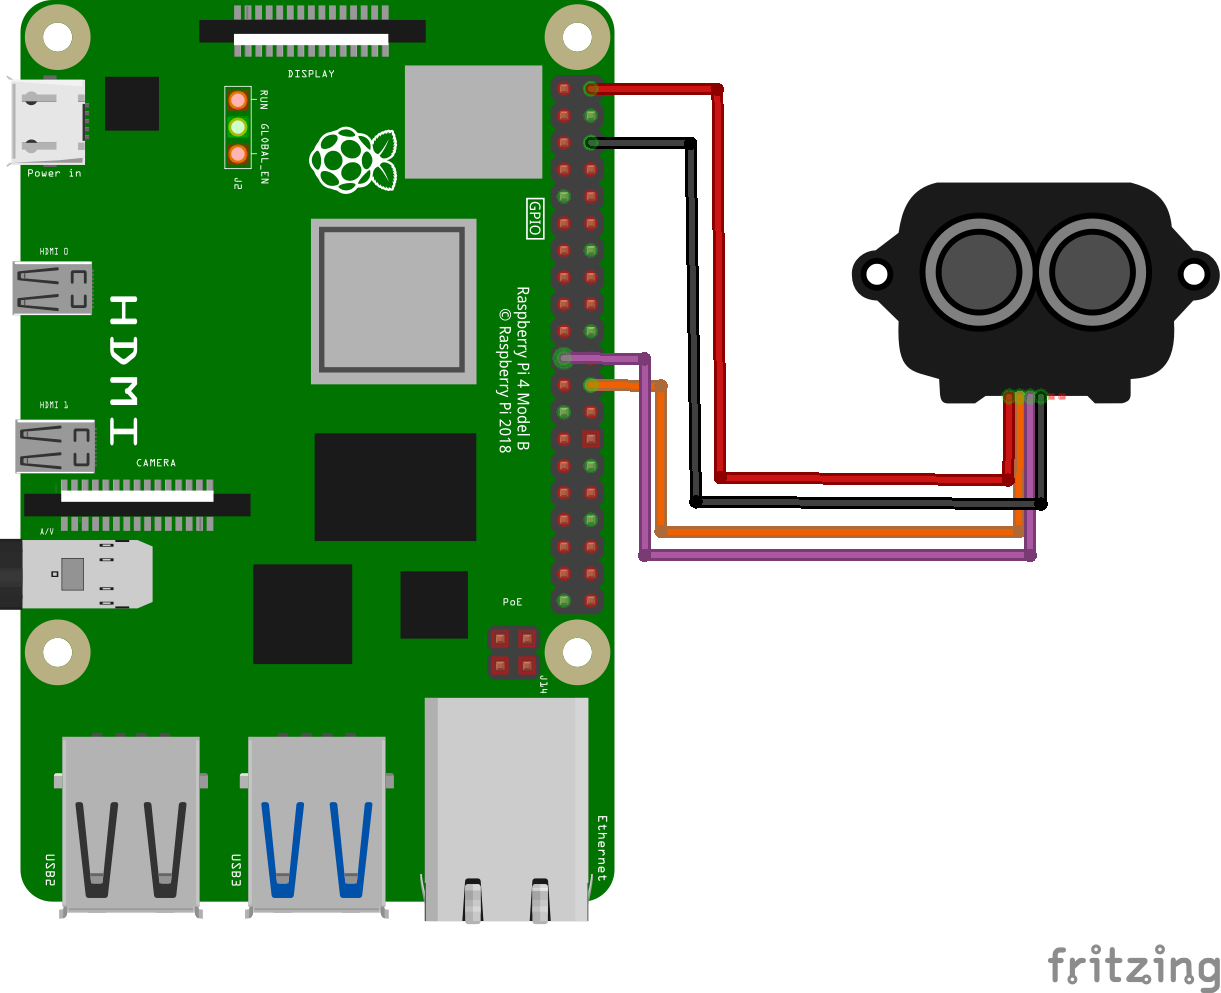 DISPLAY
RUN
GLOBAL_EN
J2
Power in
GPIO
HDMI 0
HDMI
Raspberry Pi 4 Model B
© Raspberry Pi 2018
HDMI 1
CAMERA
A/V
PoE
J14
USB2
USB3
Ethernet
fritzing